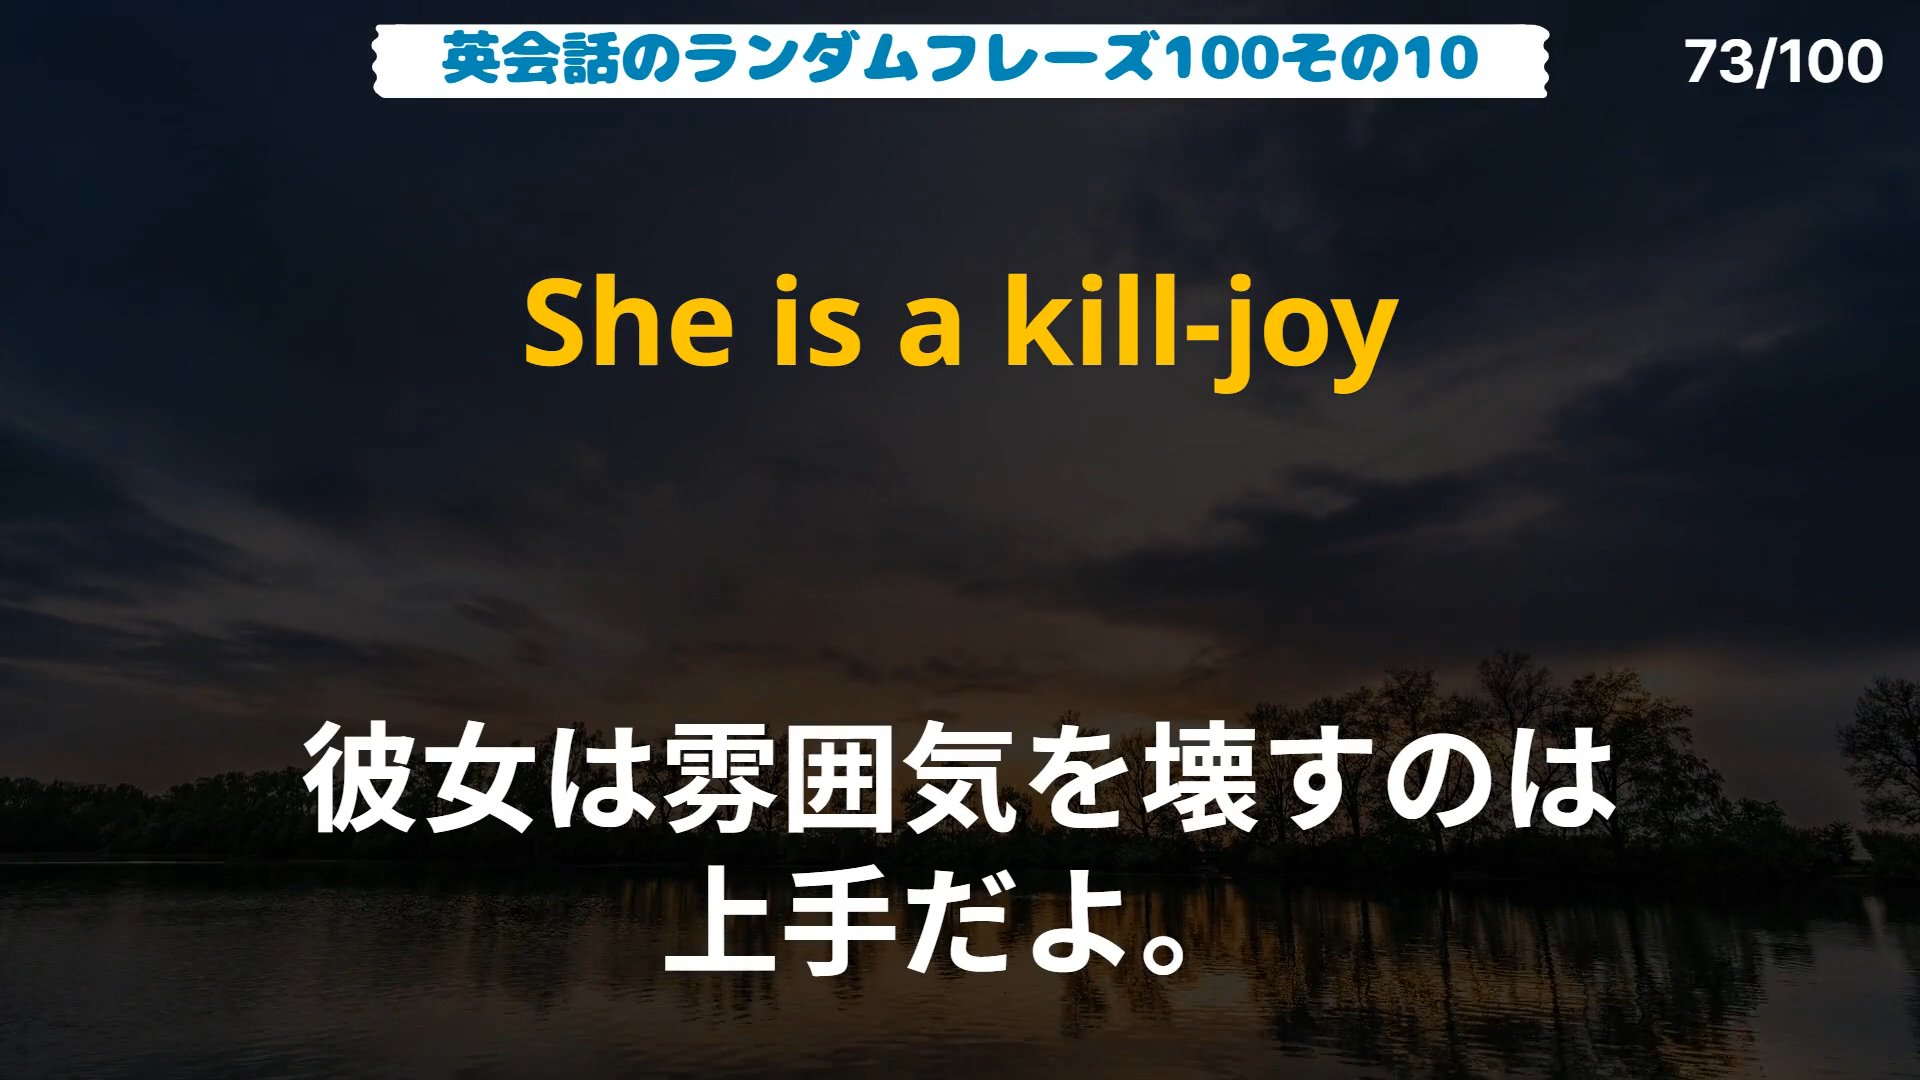 英会話のランダムフレーズ100その10
73/100
She is a kill-joy
彼女は雰囲気を壊すのは
上手だよ。